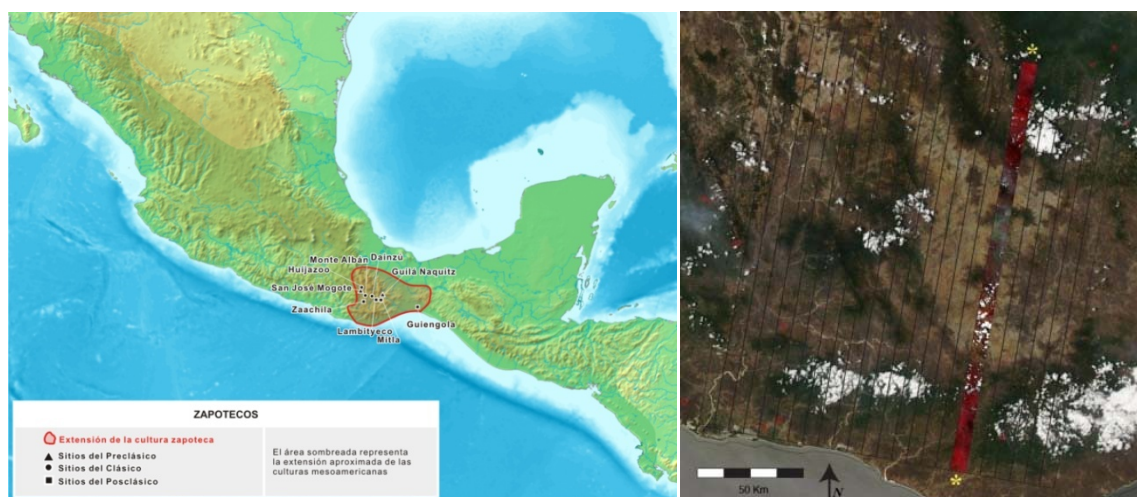 Monte Albán
Dainzu
Huijazoo
Guilá Naquitz
San José Mogote
Zaachila
Guiengola
Lambityeco
Mitla
ZAPOTECOS
Extensión de la cultura zapoteca
Sitios del Preclásico
Sitios del Clásico
Sitios del Posclásico
El área sombreada representa
la extensión aproximada de las
culturas mesoamericanas
50 Km
N